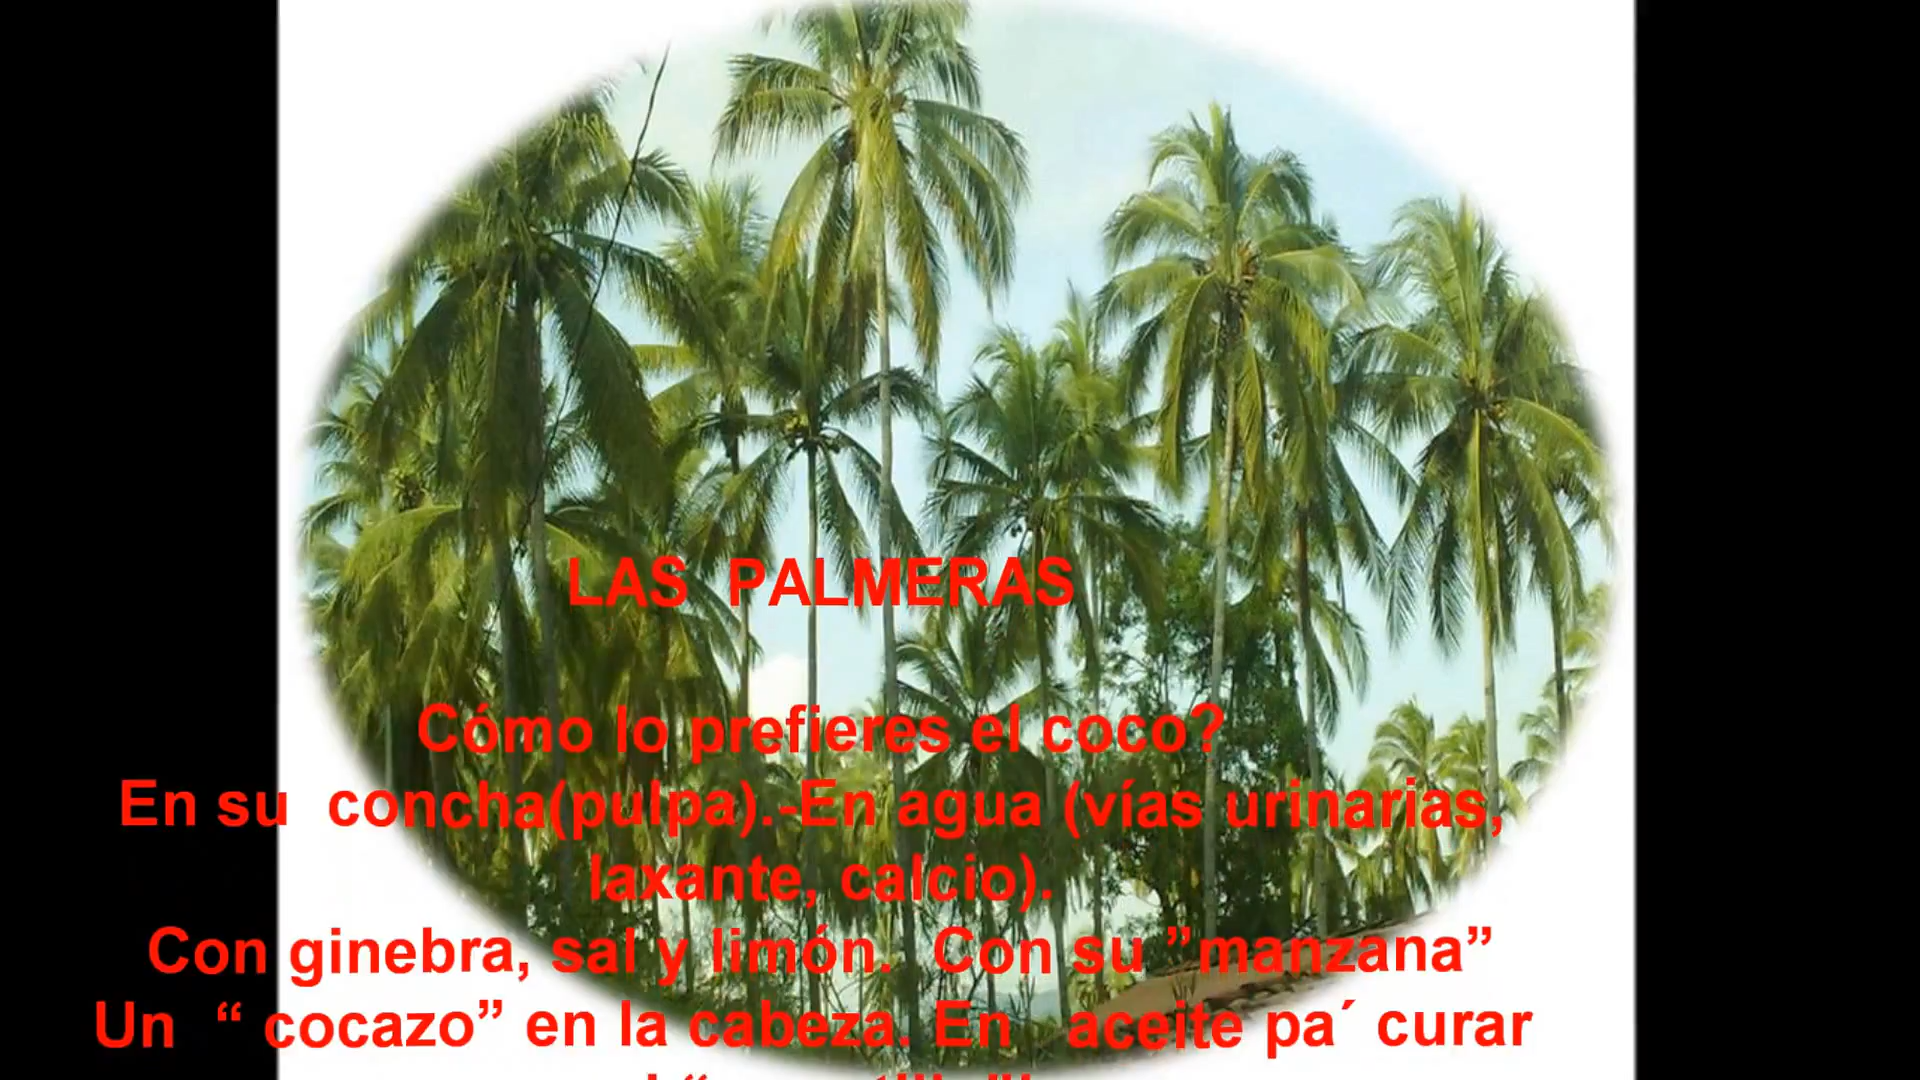 LAS PALMERAS
Cómo lo prefieres el coco?
En su concha(pulpa).-En agua (vías urinarias,
laxante, calcio).
Con ginebra, sal y limón. Con su ”manzana”
Un “ cocazo” en la cabeza. En aceite pa´ curar